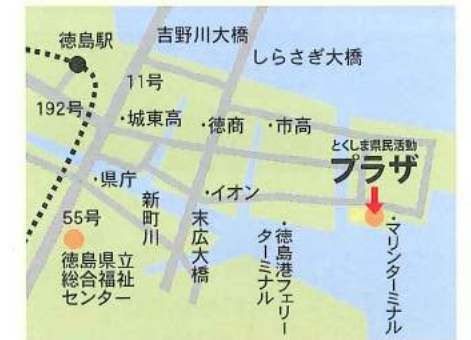 徳島駅
吉野川大橋
しらさぎ大橋
11号
192号
・城東高
・徳商
・市高
とくしま県民活動
プラザ
・県庁
新町川
・イオン
末広大橋
・徳島港フェリー
ターミナル
・マリンターミナル
55号
徳島県立
総合福祉
センター